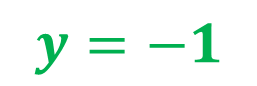 y = −1